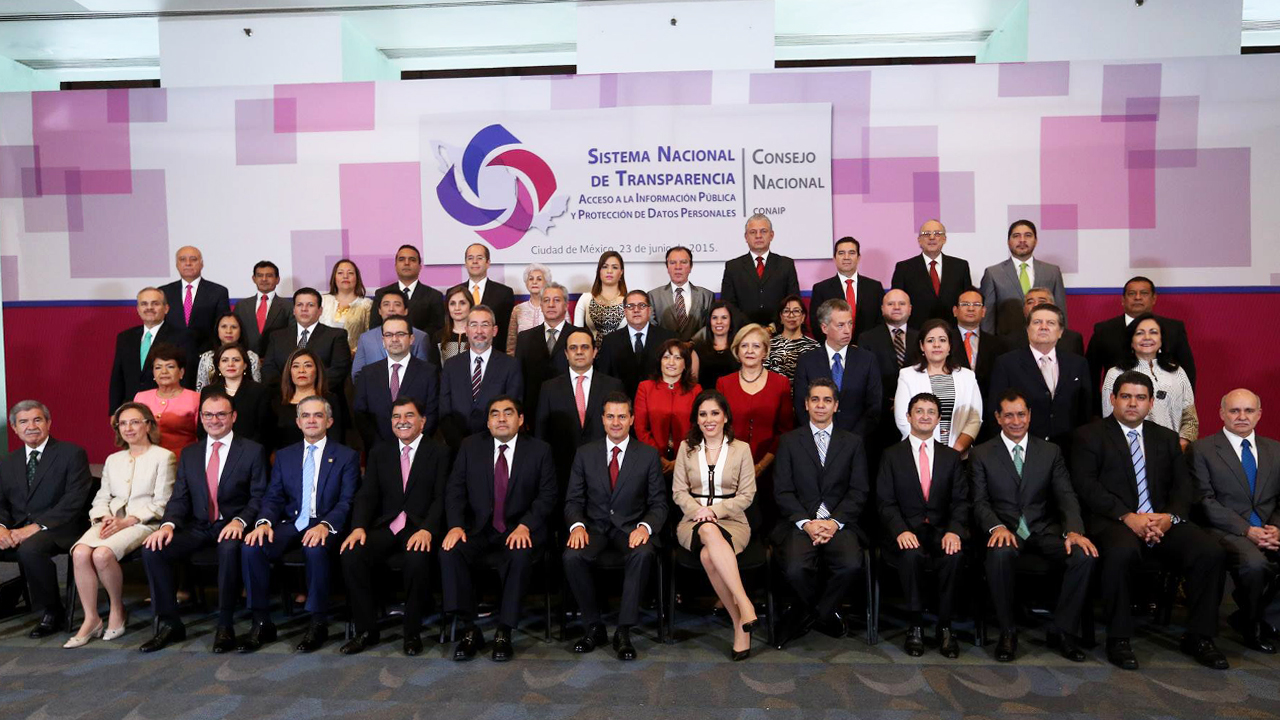 SISTEMA NACIONAL
DE TRANSPARENCIA
ACCESO A LA INFORMACIÓN PÚBLICA
Y PROTECCIÓN DE DATOS PERSONALES
CONSEJO
NACIONAL
CONAIP
Ciudad de México, 23 de junio de 2015.